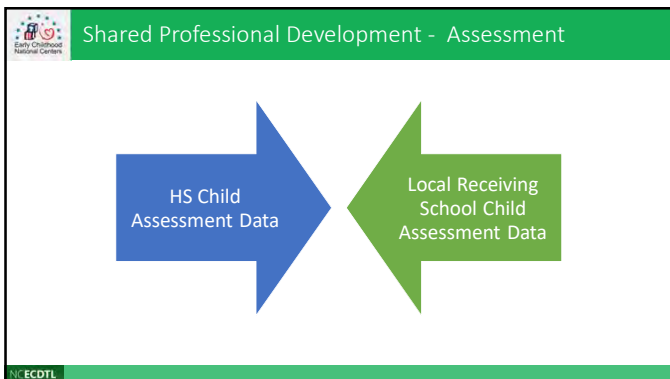 Early Childhood
National Centers
Shared Professional Development - Assessment
HS Child
Assessment Data
Local Receiving
School Child
Assessment Data
NCECDTL